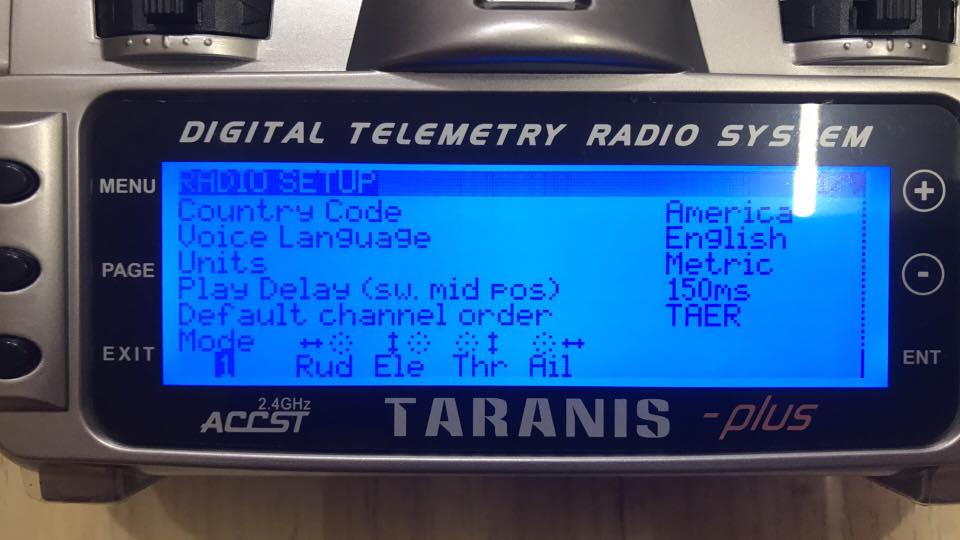 DIGITAL TELEMETRY RADIO SYSTEM
RADIO SETUP
MENU
Country Code America
Voice Language English
Units Metric
PAGE
Play Delay (sw. mid pos) 150ms
Default channel order TAER
Mode
EXIT
ENT
1 Rud Ele Thr Ail
2.4GHz
ACCST
TARANIS -plus
+
-